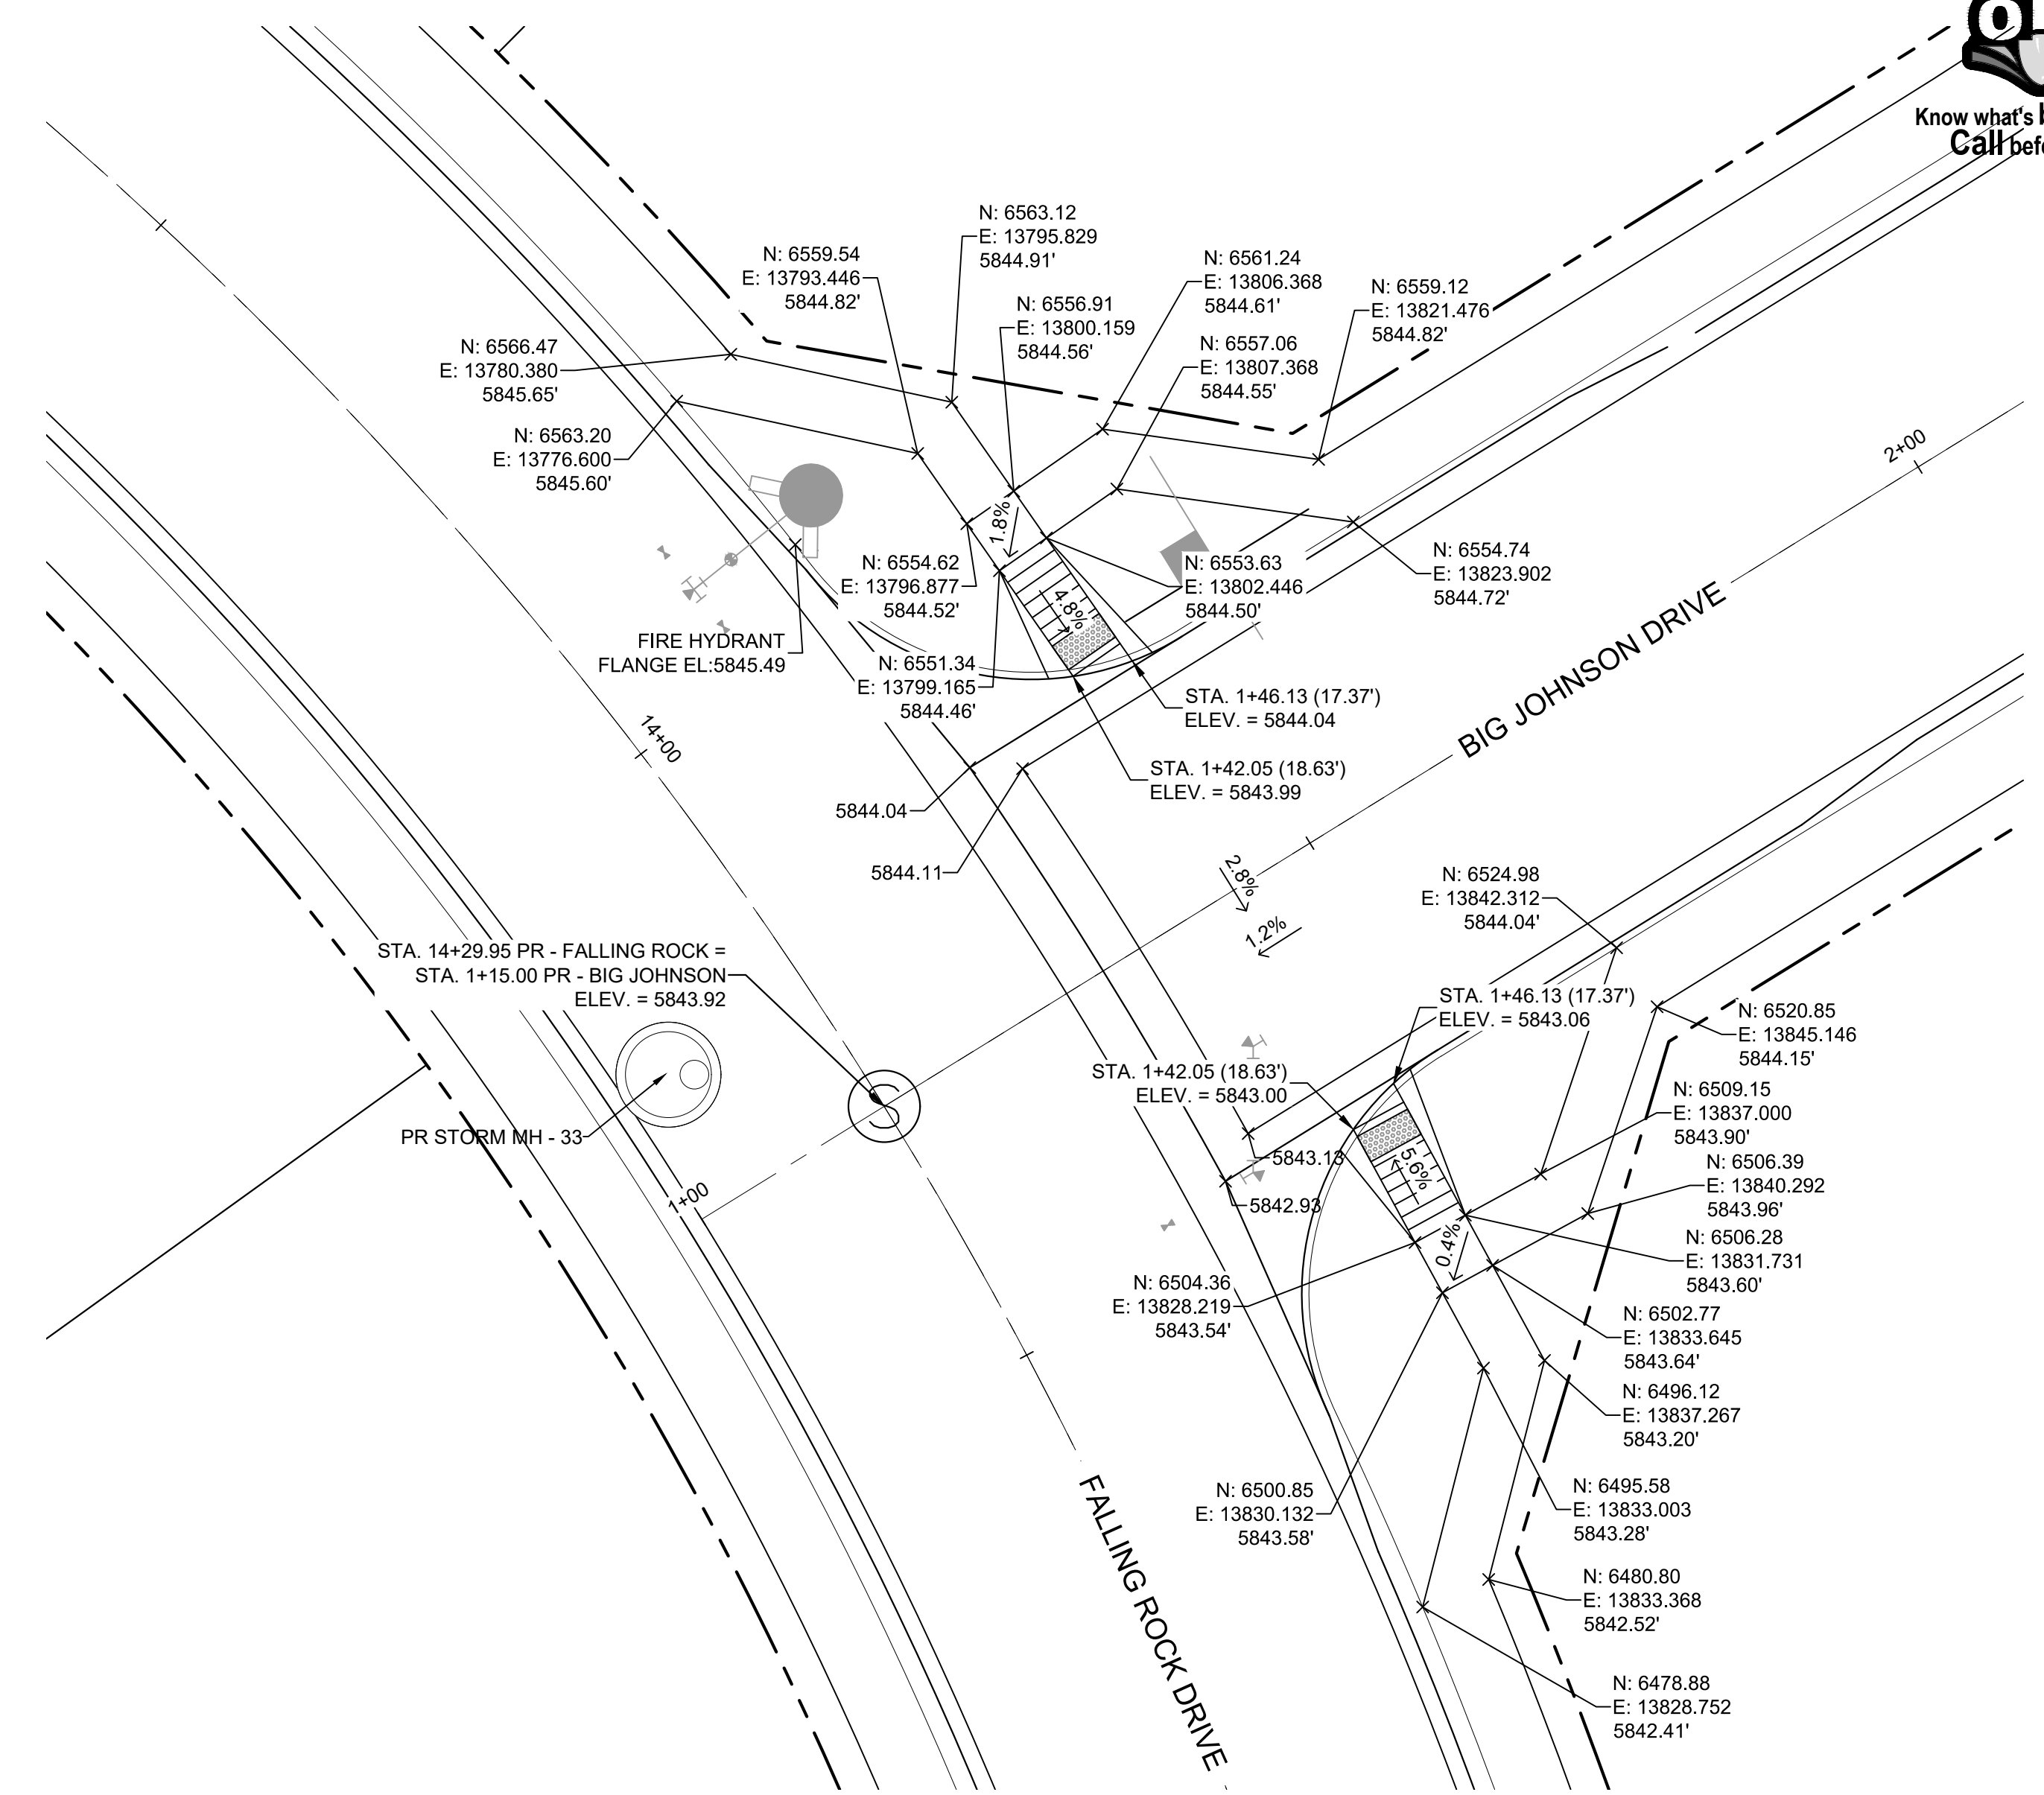 Know what's
Call
N: 6563.12
E: 13795.829
5844.91'
N: 6559.54
E: 13793.446
5844.82'
N: 6561.24
E: 13806.368
5844.61'
N: 6559.12
E: 13821.476
5844.82'
N: 6556.91
E: 13800.159
5844.56'
N: 6557.06
E: 13807.368
5844.55'
N: 6566.47
E: 13780.380
5845.65'
N: 6563.20
E: 13776.600
5845.60'
2+00
1.8%
N: 6554.62
E: 13796.877
5844.52'
N: 6553.63
E: 13802.446
5844.50'
N: 6554.74
E: 13823.902
5844.72'
4.8%
FIRE HYDRANT
FLANGE EL:5845.49
N: 6551.34
E: 13799.165
5844.46'
BIG JOHNSON DRIVE
STA. 1+46.13 (17.37')
ELEV. = 5844.04
14+00
STA. 1+42.05 (18.63')
ELEV. = 5843.99
5844.04
5844.11
2.8%
1.2%
N: 6524.98
E: 13842.312
5844.04'
STA. 14+29.95 PR - FALLING ROCK =
STA. 1+15.00 PR - BIG JOHNSON
ELEV. = 5843.92
STA. 1+46.13 (17.37')
ELEV. = 5843.06
N: 6520.85
E: 13845.146
5844.15'
STA. 1+42.05 (18.63')
ELEV. = 5843.00
N: 6509.15
E: 13837.000
5843.90'
PR STORM MH - 33
5843.13
5.6%
N: 6506.39
E: 13840.292
5843.96'
1+00
5842.93
0.4%
N: 6506.28
E: 13831.731
5843.60'
N: 6504.36
E: 13828.219
5843.54'
N: 6502.77
E: 13833.645
5843.64'
N: 6496.12
E: 13837.267
5843.20'
N: 6500.85
E: 13830.132
5843.58'
N: 6495.58
E: 13833.003
5843.28'
FALLING ROCK DRIVE
N: 6480.80
E: 13833.368
5842.52'
N: 6478.88
E: 13828.752
5842.41'